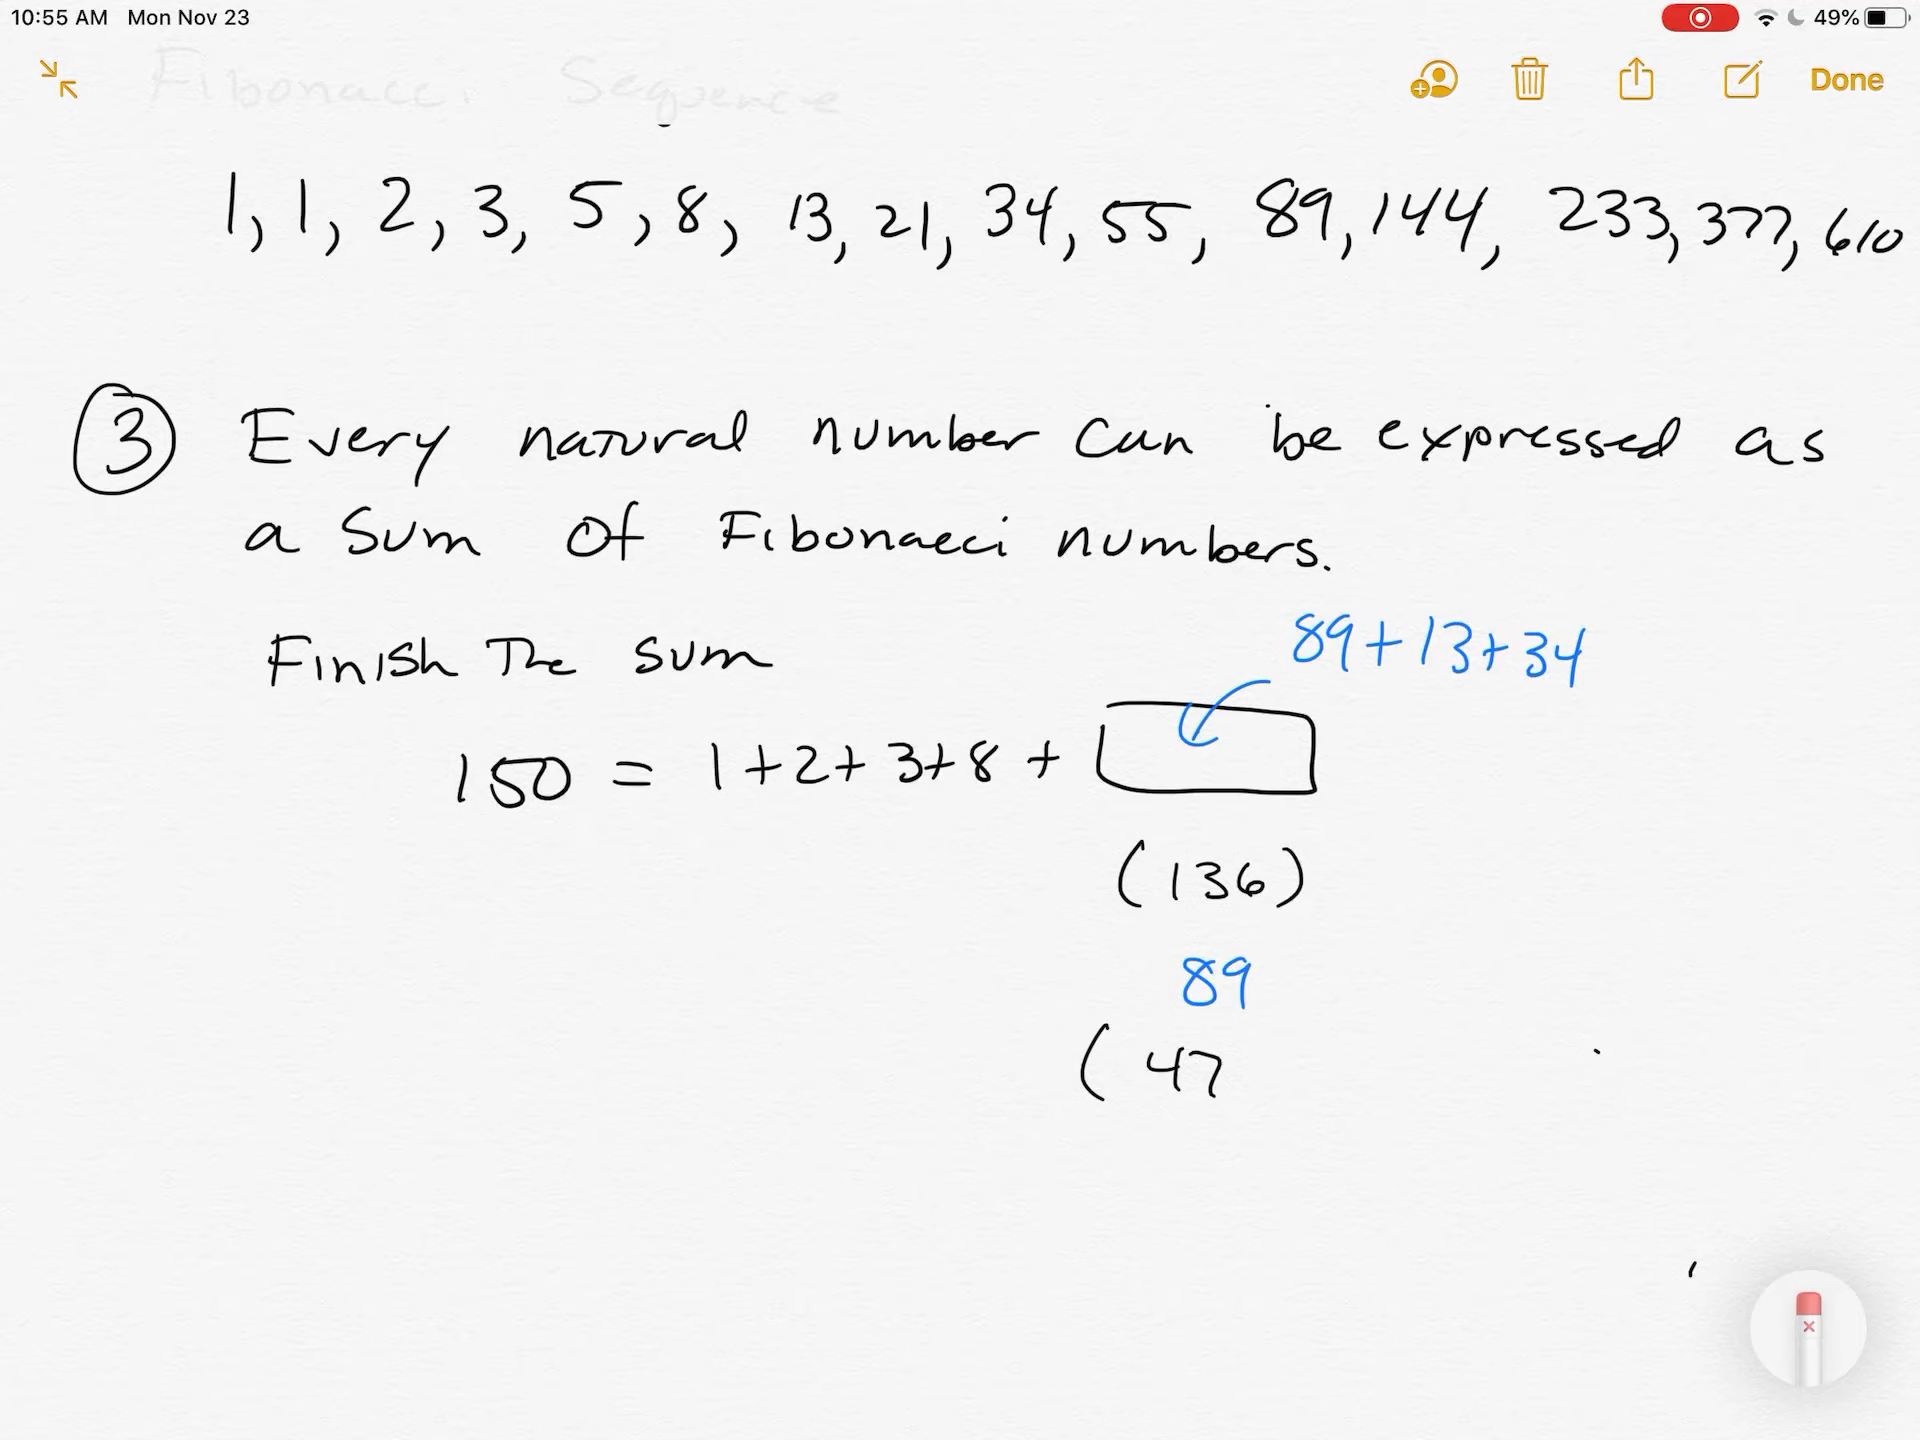 10:55 AM Mon Nov 23 49%
Fibonacci Sequence
Done
1, 1, 2, 3, 5, 8, 13, 21, 34, 55, 89, 144, 233, 377, 610
3 Every natural number can be expressed as
a sum of Fibonacci numbers.
89+13+34
Finish The sum
150 = 1+2+3+8+
(136)
89
(47